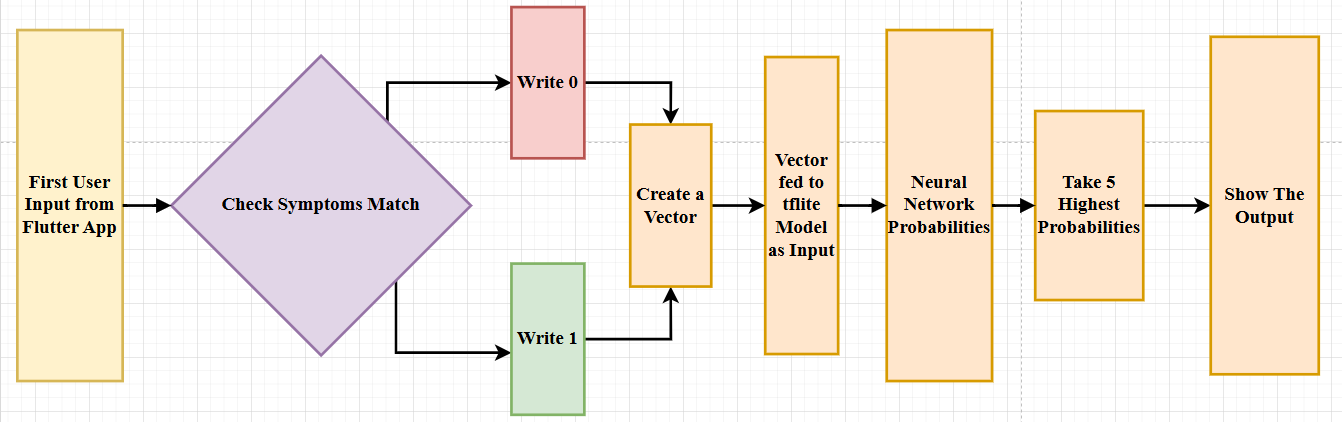 First User
Input from
Flutter App
Check Symptoms Match
Write 0
Write 1
Create a
Vector
Vector
fed to
tflite
Model
as Input
Neural
Network
Probabilities
Take 5
Highest
Probabilities
Show The
Output